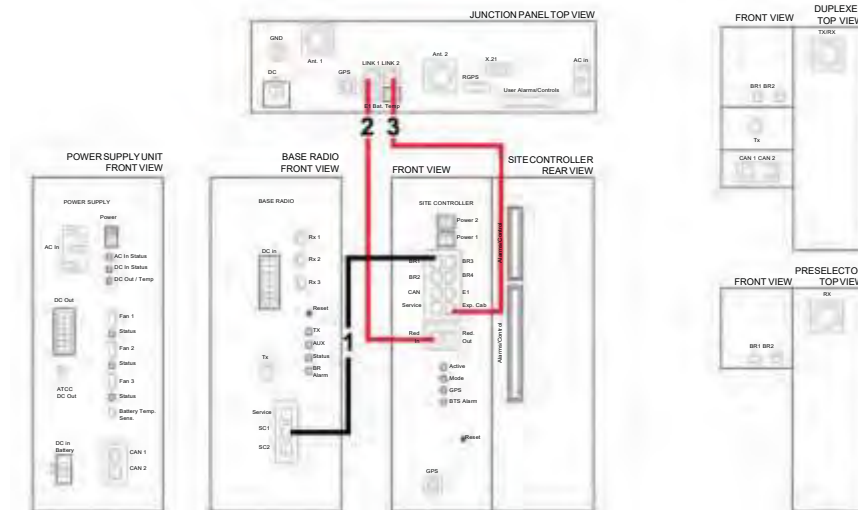 JUNCTION PANEL TOP VIEW
GND
Ant. 1
LINK 1 LINK 2
Ant. 2
X.21
AC in
DC
GPS
RGPS
User Alarms/Controls
E1 Bat. Temp
2 3
POWER SUPPLY UNIT
FRONT VIEW
POWER SUPPLY
Power
AC In
AC In Status
DC In Status
DC Out / Temp
DC Out
Fan 1
Status
Fan 2
Status
Fan 3
Status
ATCC
DC Out
Battery Temp.
Sens.
DC in
Battery
CAN 1
CAN 2
BASE RADIO
FRONT VIEW
BASE RADIO
DC in
Rx 1
Rx 2
Rx 3
Reset
TX
AUX
Status
BR
Alarm
Tx
Service
SC1
SC2
1
FRONT VIEW
SITE CONTROLLER
REAR VIEW
SITE CONTROLLER
Power 2
Power 1
BR1
BR3
BR2
BR4
CAN
E1
Service
Exp. Cab
Red
In
Red.
Out
Active
Mode
GPS
BTS Alarm
Reset
GPS
Alarms/Control
Alarms/Control
DUPLEXE
FRONT VIEW
TOP VIEW
TX/RX
BR1 BR2
Tx
CAN 1 CAN 2
PRESELECTO
FRONT VIEW
TOP VIEW
RX
BR1 BR2